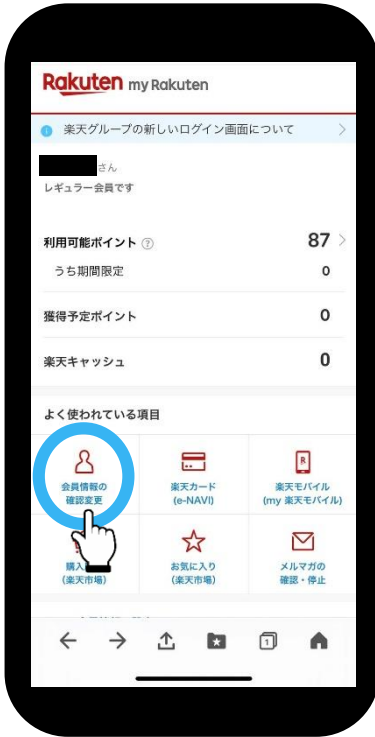 Rakuten my Rakuten
楽天グループの新しいログイン画面について
さん
レギュラー会員です
利用可能ポイント ? 87
うち期間限定 0
獲得予定ポイント 0
楽天キャッシュ 0
よく使われている項目
会員情報の
確認変更
楽天カード
(e-NAVI)
R
楽天モバイル
(my 楽天モバイル)
購入
(楽天市場)
お気に入り
(楽天市場)
メルマガの
確認・停止
1